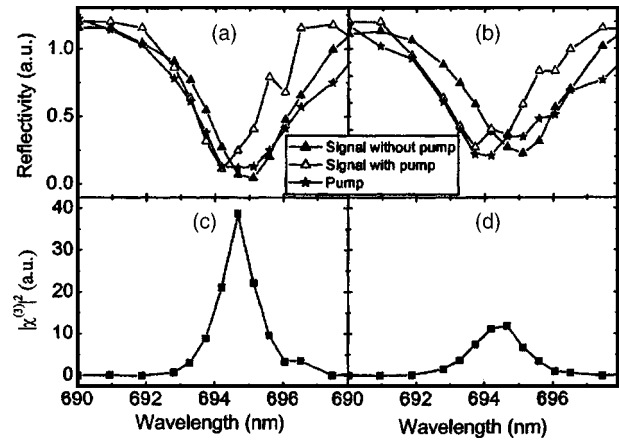 (a)
(b)
1.0
0.5
0.0
Reflectivity (a.u.)
Signal without pump
Signal with pump
Pump
(c)
(d)
40
30
20
10
0
|χ⁽³⁾|² (a.u.)
690 692 694 696 690 692 694 696
Wavelength (nm) Wavelength (nm)